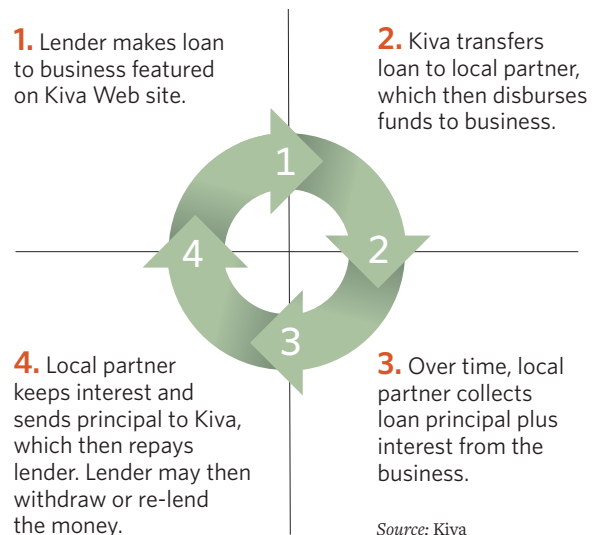 1. Lender makes loan
to business featured
on Kiva Web site.
2. Kiva transfers
loan to local partner,
which then disburses
funds to business.
1
2
3
4
3. Over time, local
partner collects
loan principal plus
interest from the
business.
4. Local partner
keeps interest and
sends principal to Kiva,
which then repays
lender. Lender may then
withdraw or re-lend
the money.
Source: Kiva